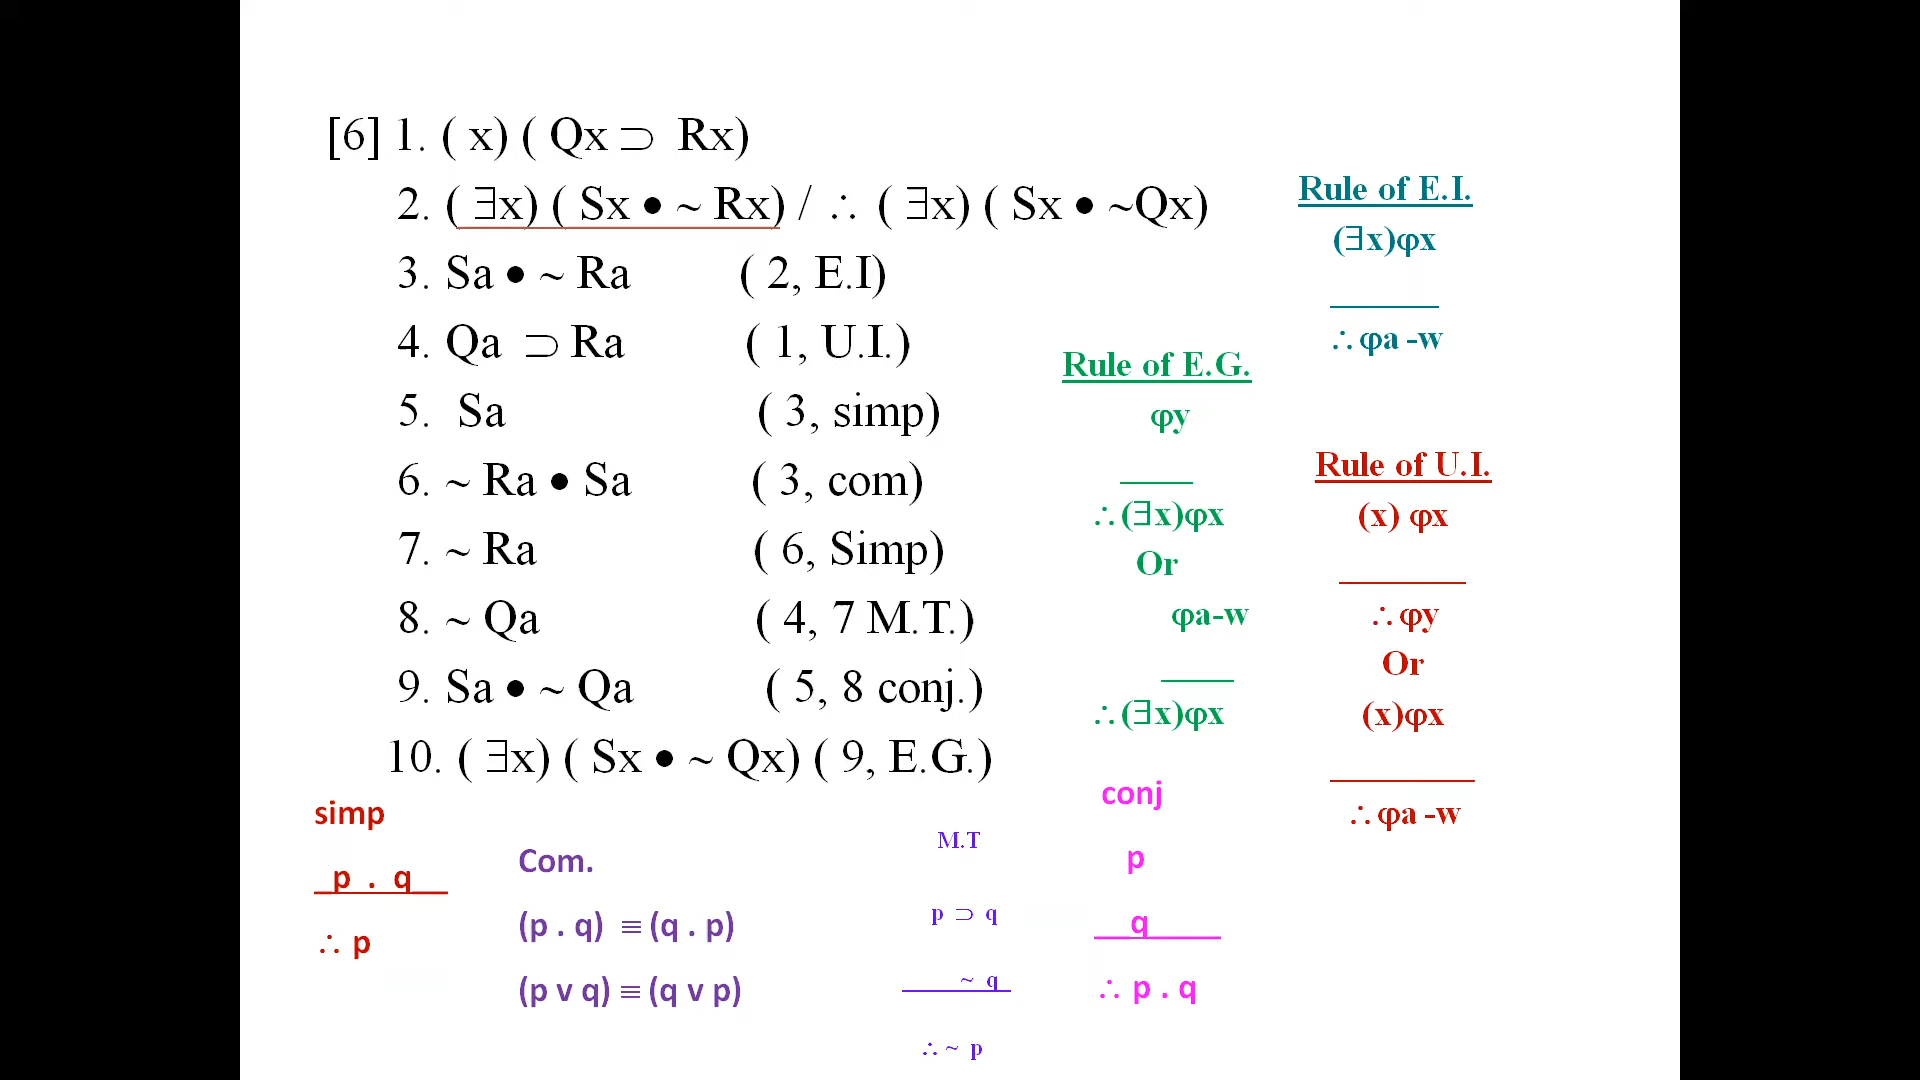 [6] 1. ( x) ( Qx ⊃ Rx)
2. ( ∃x) ( Sx • ~ Rx) / ∴ ( ∃x) ( Sx • ~Qx)
3. Sa • ~ Ra ( 2, E.I)
4. Qa ⊃ Ra ( 1, U.I.)
5. Sa ( 3, simp)
6. ~ Ra • Sa ( 3, com)
7. ~ Ra ( 6, Simp)
8. ~ Qa ( 4, 7 M.T.)
9. Sa • ~ Qa ( 5, 8 conj.)
10. ( ∃x) ( Sx • ~ Qx) ( 9, E.G.)
Rule of E.I.
(∃x)φx
∴φa -w
Rule of E.G.
φy
∴(∃x)φx
Or
φa-w
∴(∃x)φx
Rule of U.I.
(x) φx
∴φy
Or
(x)φx
∴φa -w
simp
p . q
∴ p
Com.
(p . q) ≡ (q . p)
(p v q) ≡ (q v p)
M.T
p ⊃ q
~ q
∴ ~ p
conj
p
q
∴ p . q